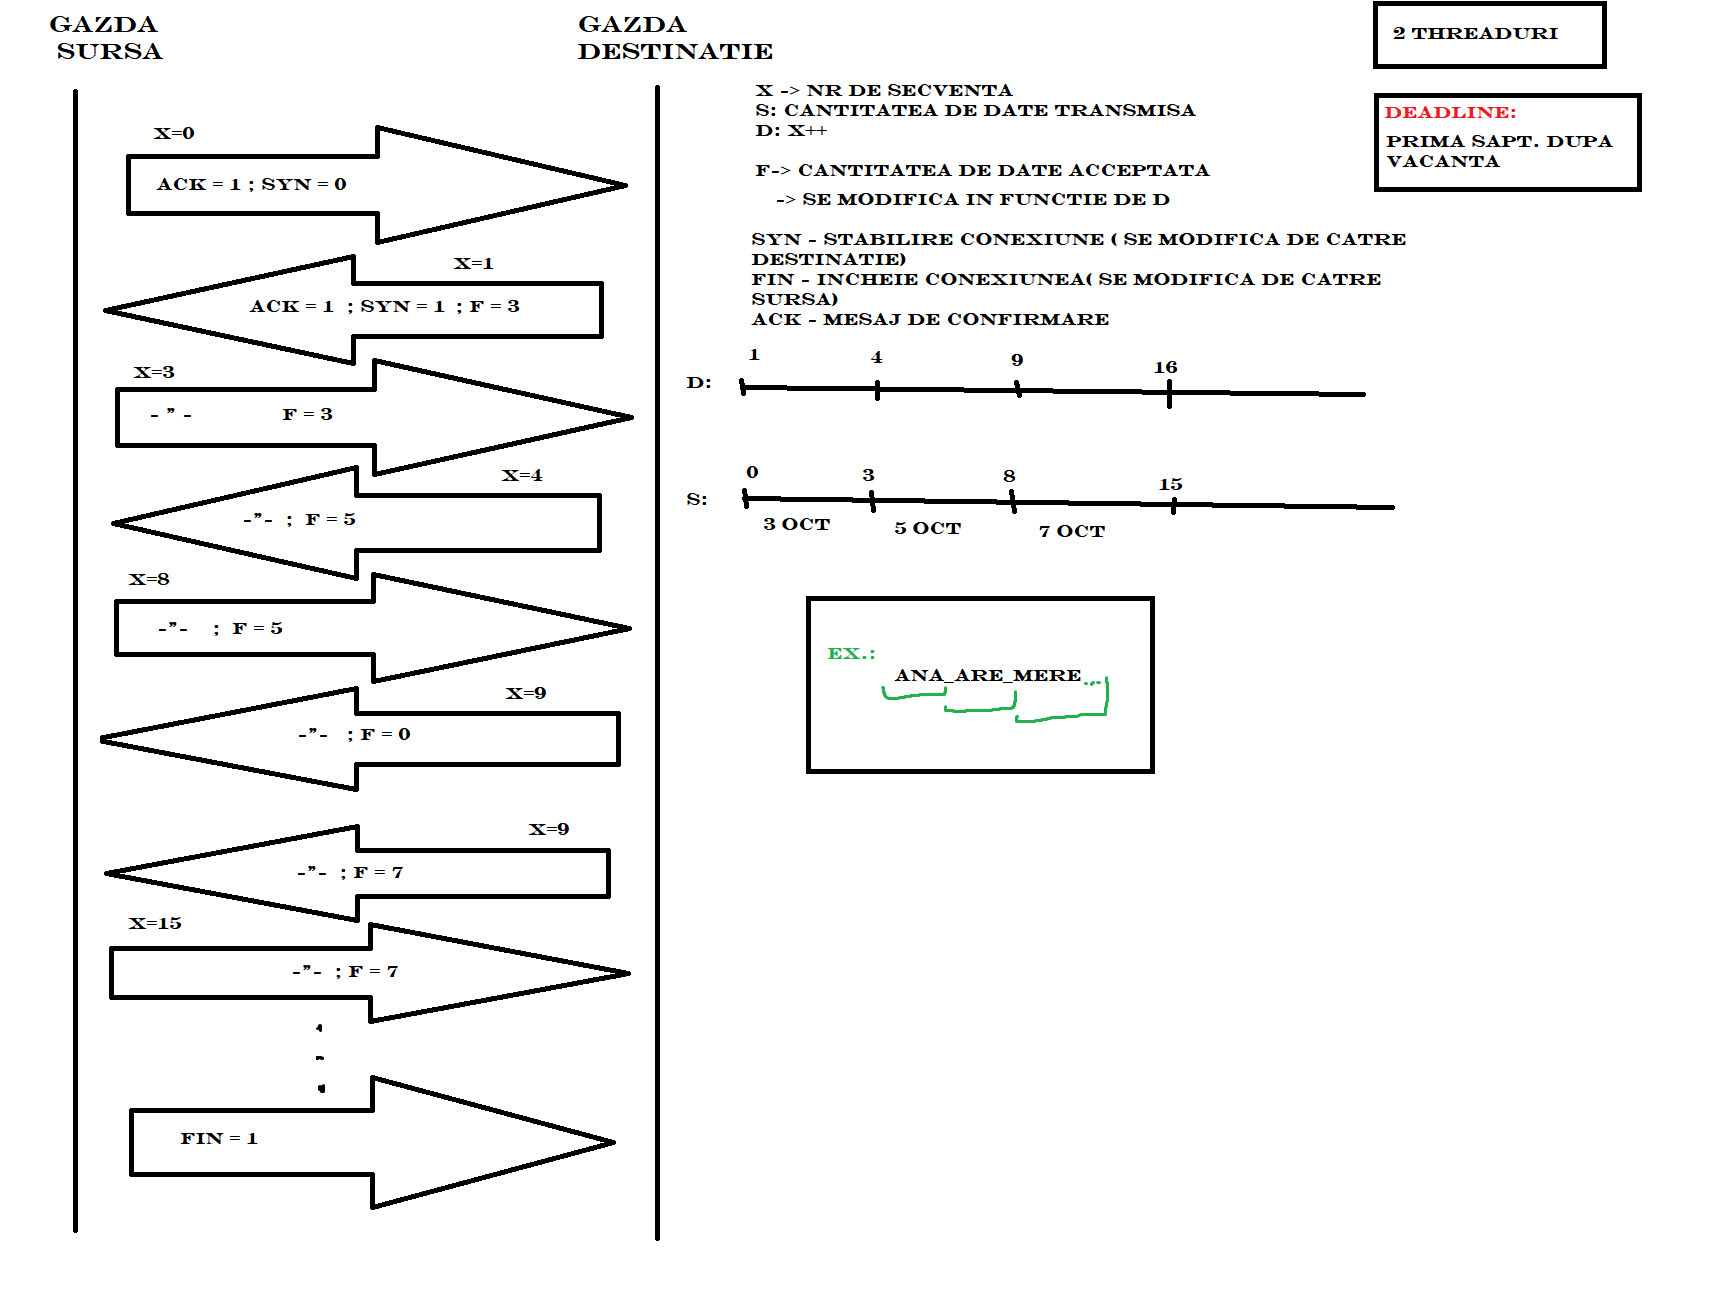 GAZDA
SURSA
GAZDA
DESTINATIE
X=0
ACK = 1 ; SYN = 0
X=1
ACK = 1 ; SYN = 1 ; F = 3
X=3
- " - F = 3
X=4
-"- ; F = 5
X=8
-"- ; F = 5
X=9
-"- ; F = 0
X=9
-"- ; F = 7
X=15
-"- ; F = 7
FIN = 1
X -> NR DE SECVENTA
S: CANTITATEA DE DATE TRANSMISA
D: X++
F-> CANTITATEA DE DATE ACCEPTATA
-> SE MODIFICA IN FUNCTIE DE D
SYN - STABILIRE CONEXIUNE ( SE MODIFICA DE CATRE
DESTINATIE)
FIN - INCHEIE CONEXIUNEA( SE MODIFICA DE CATRE
SURSA)
ACK - MESAJ DE CONFIRMARE
1 4 9 16
D:
0 3 8 15
S:
3 OCT 5 OCT 7 OCT
EX.:
ANA_ARE_MERE...
2 THREADURI
DEADLINE:
PRIMA SAPT. DUPA
VACANTA